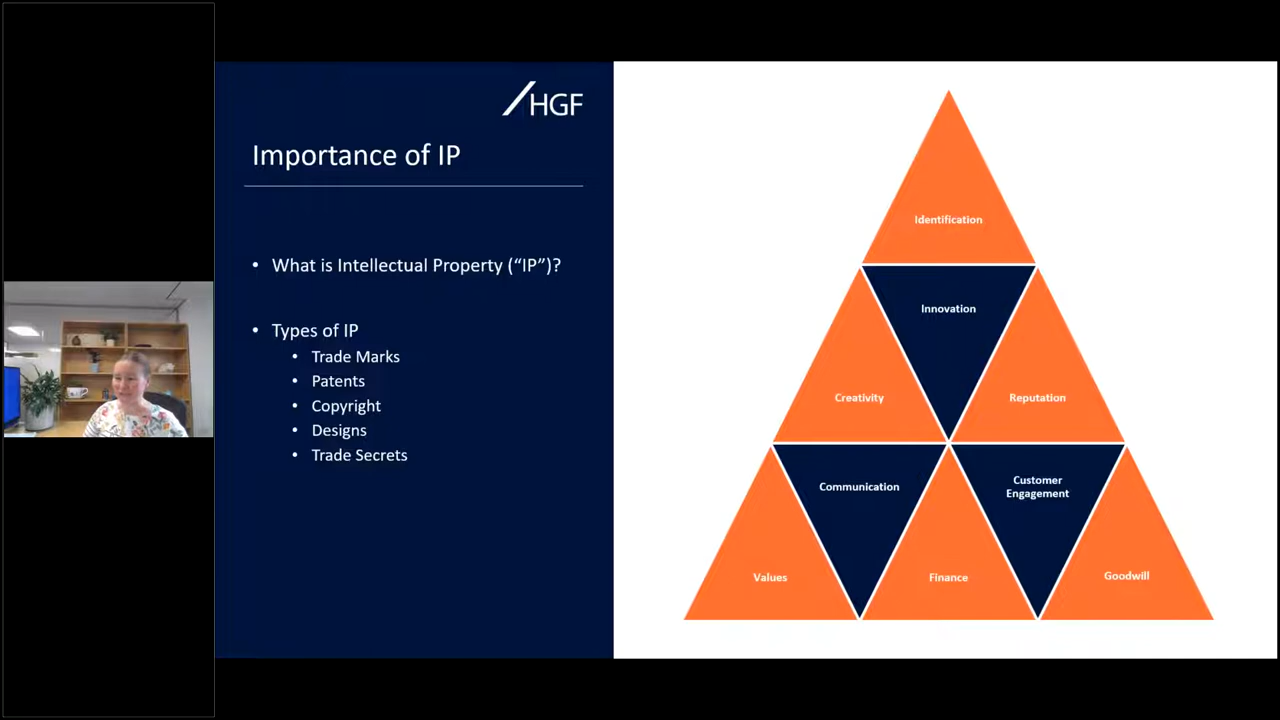 HGF
Importance of IP
• What is Intellectual Property (“IP”)?
• Types of IP
• Trade Marks
• Patents
• Copyright
• Designs
• Trade Secrets
Identification
Innovation
Creativity
Reputation
Communication
Customer
Engagement
Values
Finance
Goodwill